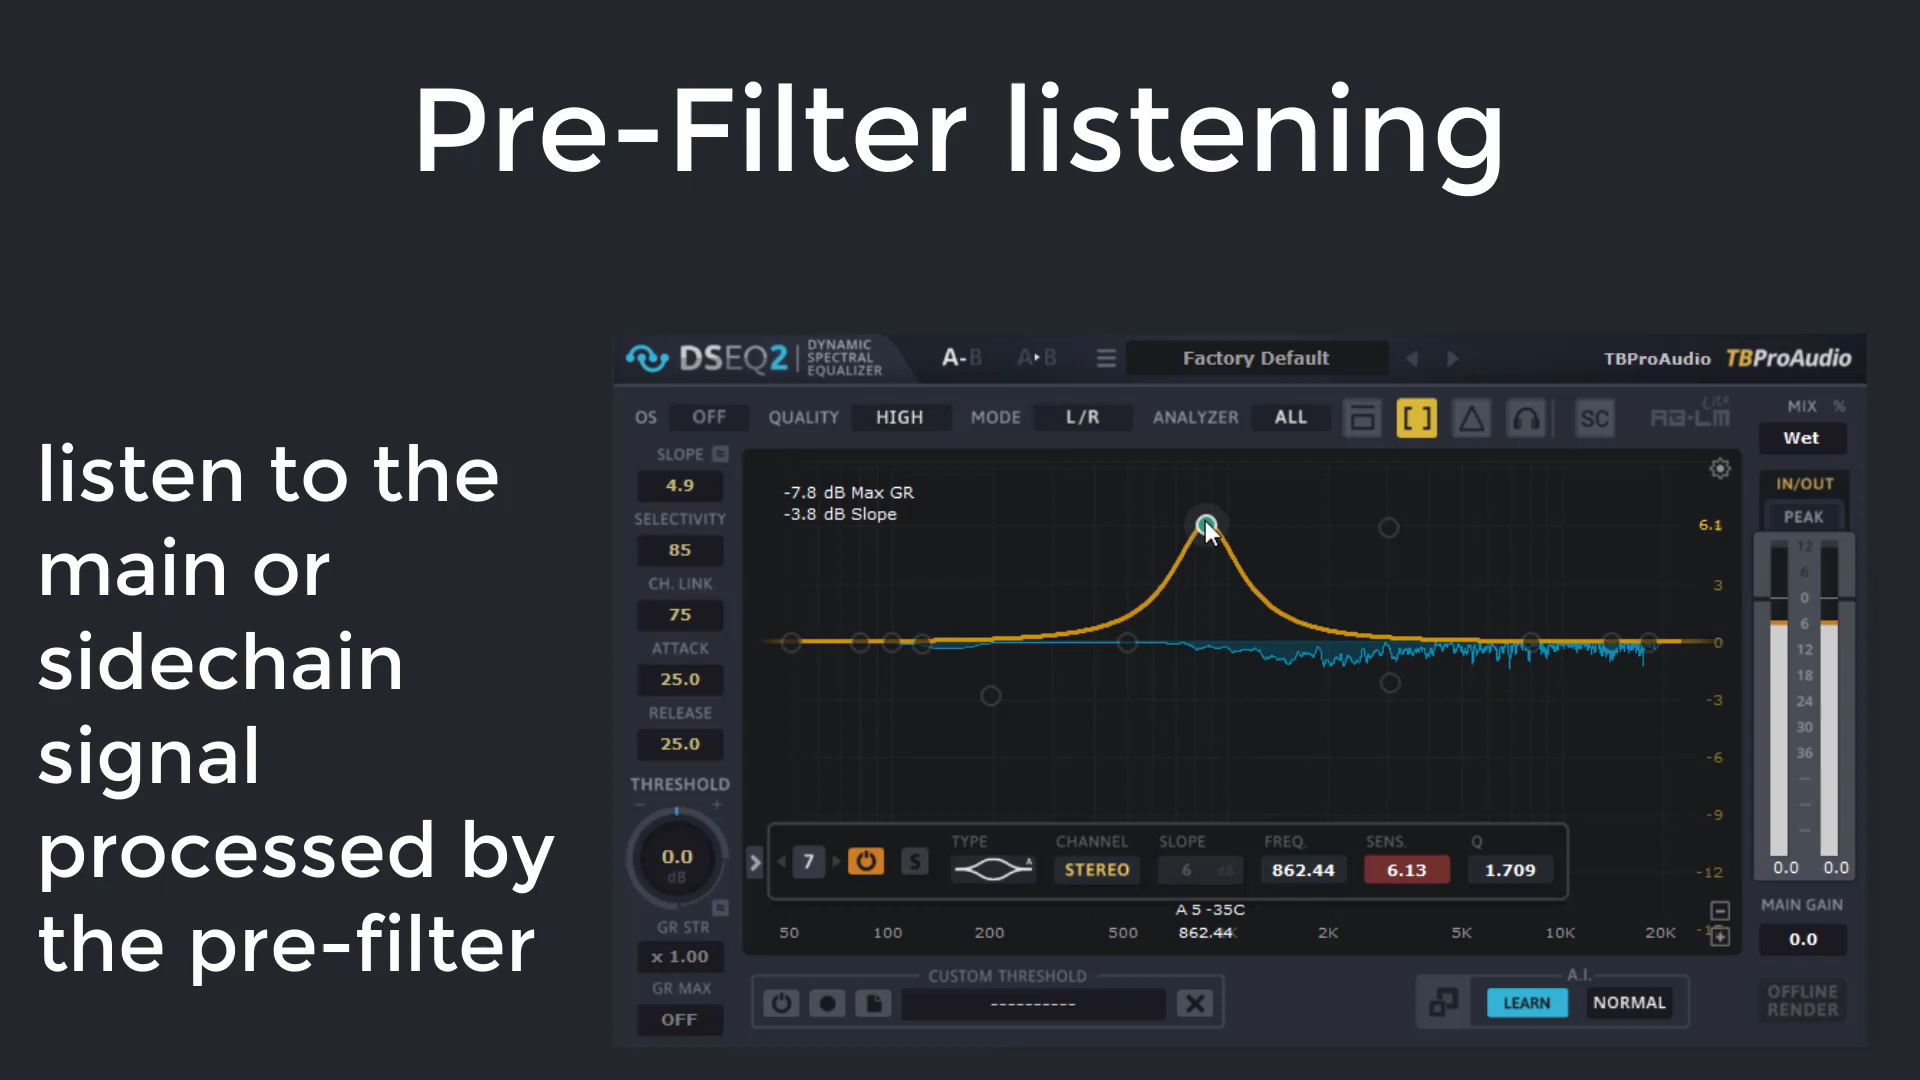 Pre-Filter listening
listen to the
main or
sidechain
signal
processed by
the pre-filter
DSEQ2
DYNAMIC
SPECTRAL
EQUALIZER
A-B
A▸B
Factory Default
TBProAudio
TBProAudio
OS OFF QUALITY HIGH MODE L/R ANALYZER ALL
SC
Lite
MIX %
Wet
SLOPE
4.9
SELECTIVITY
85
CH. LINK
75
ATTACK
25.0
RELEASE
25.0
THRESHOLD
- +
0.0
dB
GR STR
x 1.00
GR MAX
OFF
-7.8 dB Max GR
-3.8 dB Slope
6.1
3
0
-3
-6
-9
-12
TYPE CHANNEL SLOPE FREQ. SENS. Q
7 S A STEREO 6 dB 862.44 6.13 1.709
A 5 -35C
50 100 200 500 862.44 2K 5K 10K 20K
IN/OUT
PEAK
12
6
0
6
12
18
24
30
36
0.0 0.0
MAIN GAIN
0.0
OFFLINE
RENDER
CUSTOM THRESHOLD
----------
A.I.
LEARN NORMAL